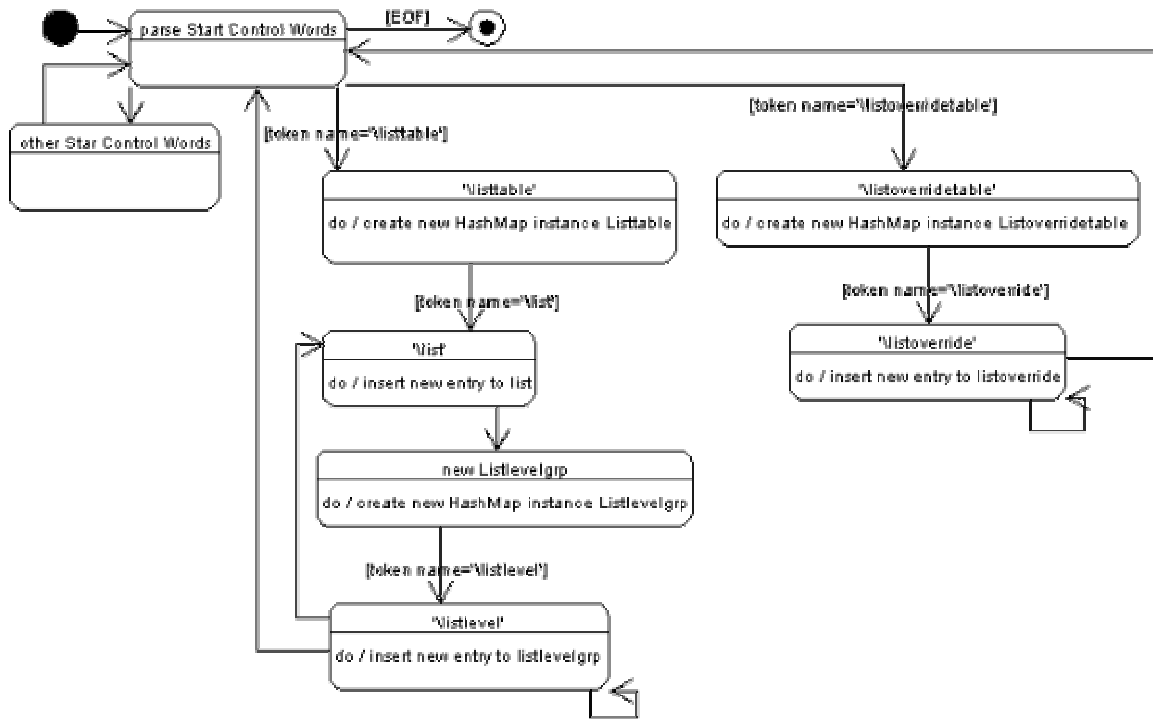 parse Start Control Words
[EOF]
other Star Control Words
[token name='\listtable']
[token name='\listoverridetable']
'\listtable'
do / create new HashMap instance Listtable
'\listoverridetable'
do / create new HashMap instance Listoverridetable
[token name='\list']
[token name='\listoverride']
'\list'
do / insert new entry to list
'\listoverride'
do / insert new entry to listoverride
new Listlevelgrp
do / create new HashMap instance Listlevelgrp
[token name='\listlevel']
'\listlevel'
do / insert new entry to listlevelgrp